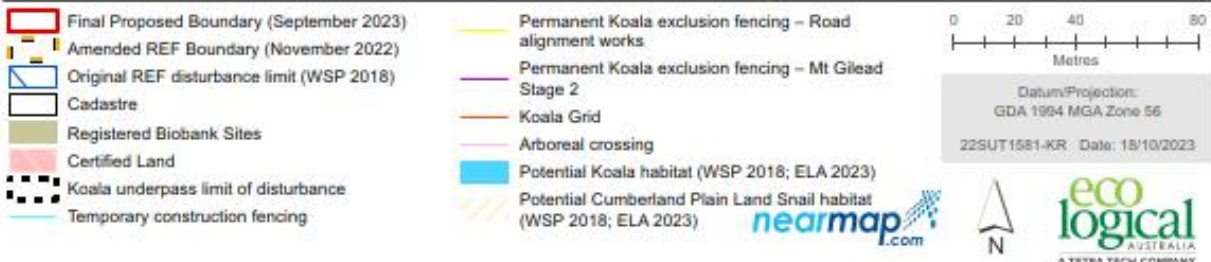 Final Proposed Boundary (September 2023)
Amended REF Boundary (November 2022)
Original REF disturbance limit (WSP 2018)
Cadastre
Registered Biobank Sites
Certified Land
Koala underpass limit of disturbance
Temporary construction fencing
Permanent Koala exclusion fencing – Road
alignment works
Permanent Koala exclusion fencing – Mt Gilead
Stage 2
Koala Grid
Arboreal crossing
Potential Koala habitat (WSP 2018; ELA 2023)
Potential Cumberland Plain Land Snail habitat
(WSP 2018; ELA 2023)
nearmap
.com
0 20 40 80
Metres
Datum/Projection:
GDA 1994 MGA Zone 56
22SUT1581-KR Date: 18/10/2023
N
eco
logical
AUSTRALIA
A TETRA TECH COMPANY